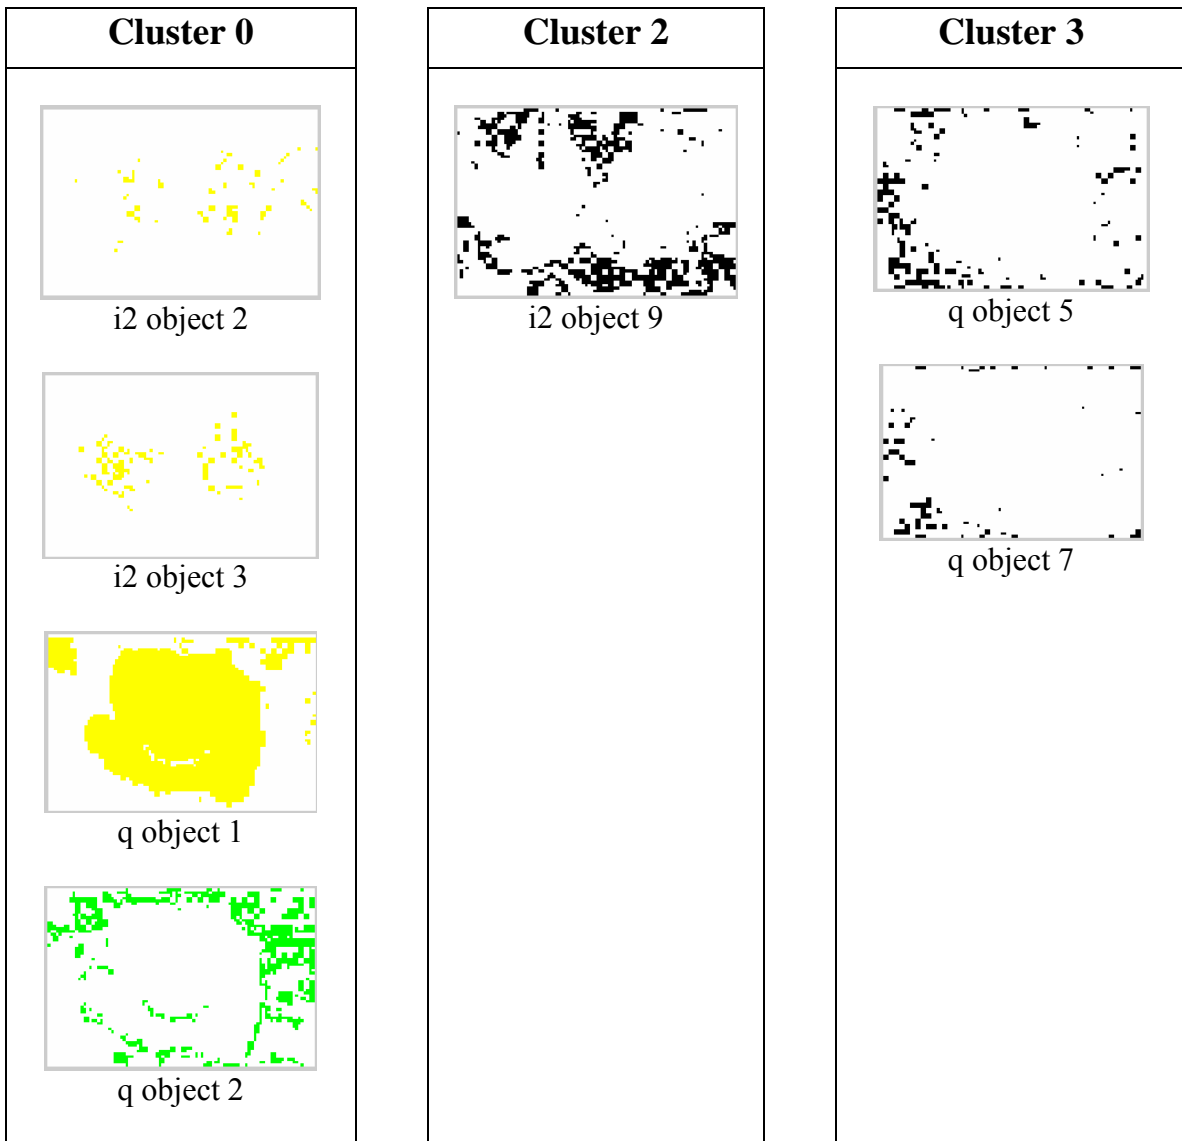 Cluster 0
i2 object 2
i2 object 3
q object 1
q object 2
Cluster 2
i2 object 9
Cluster 3
q object 5
q object 7